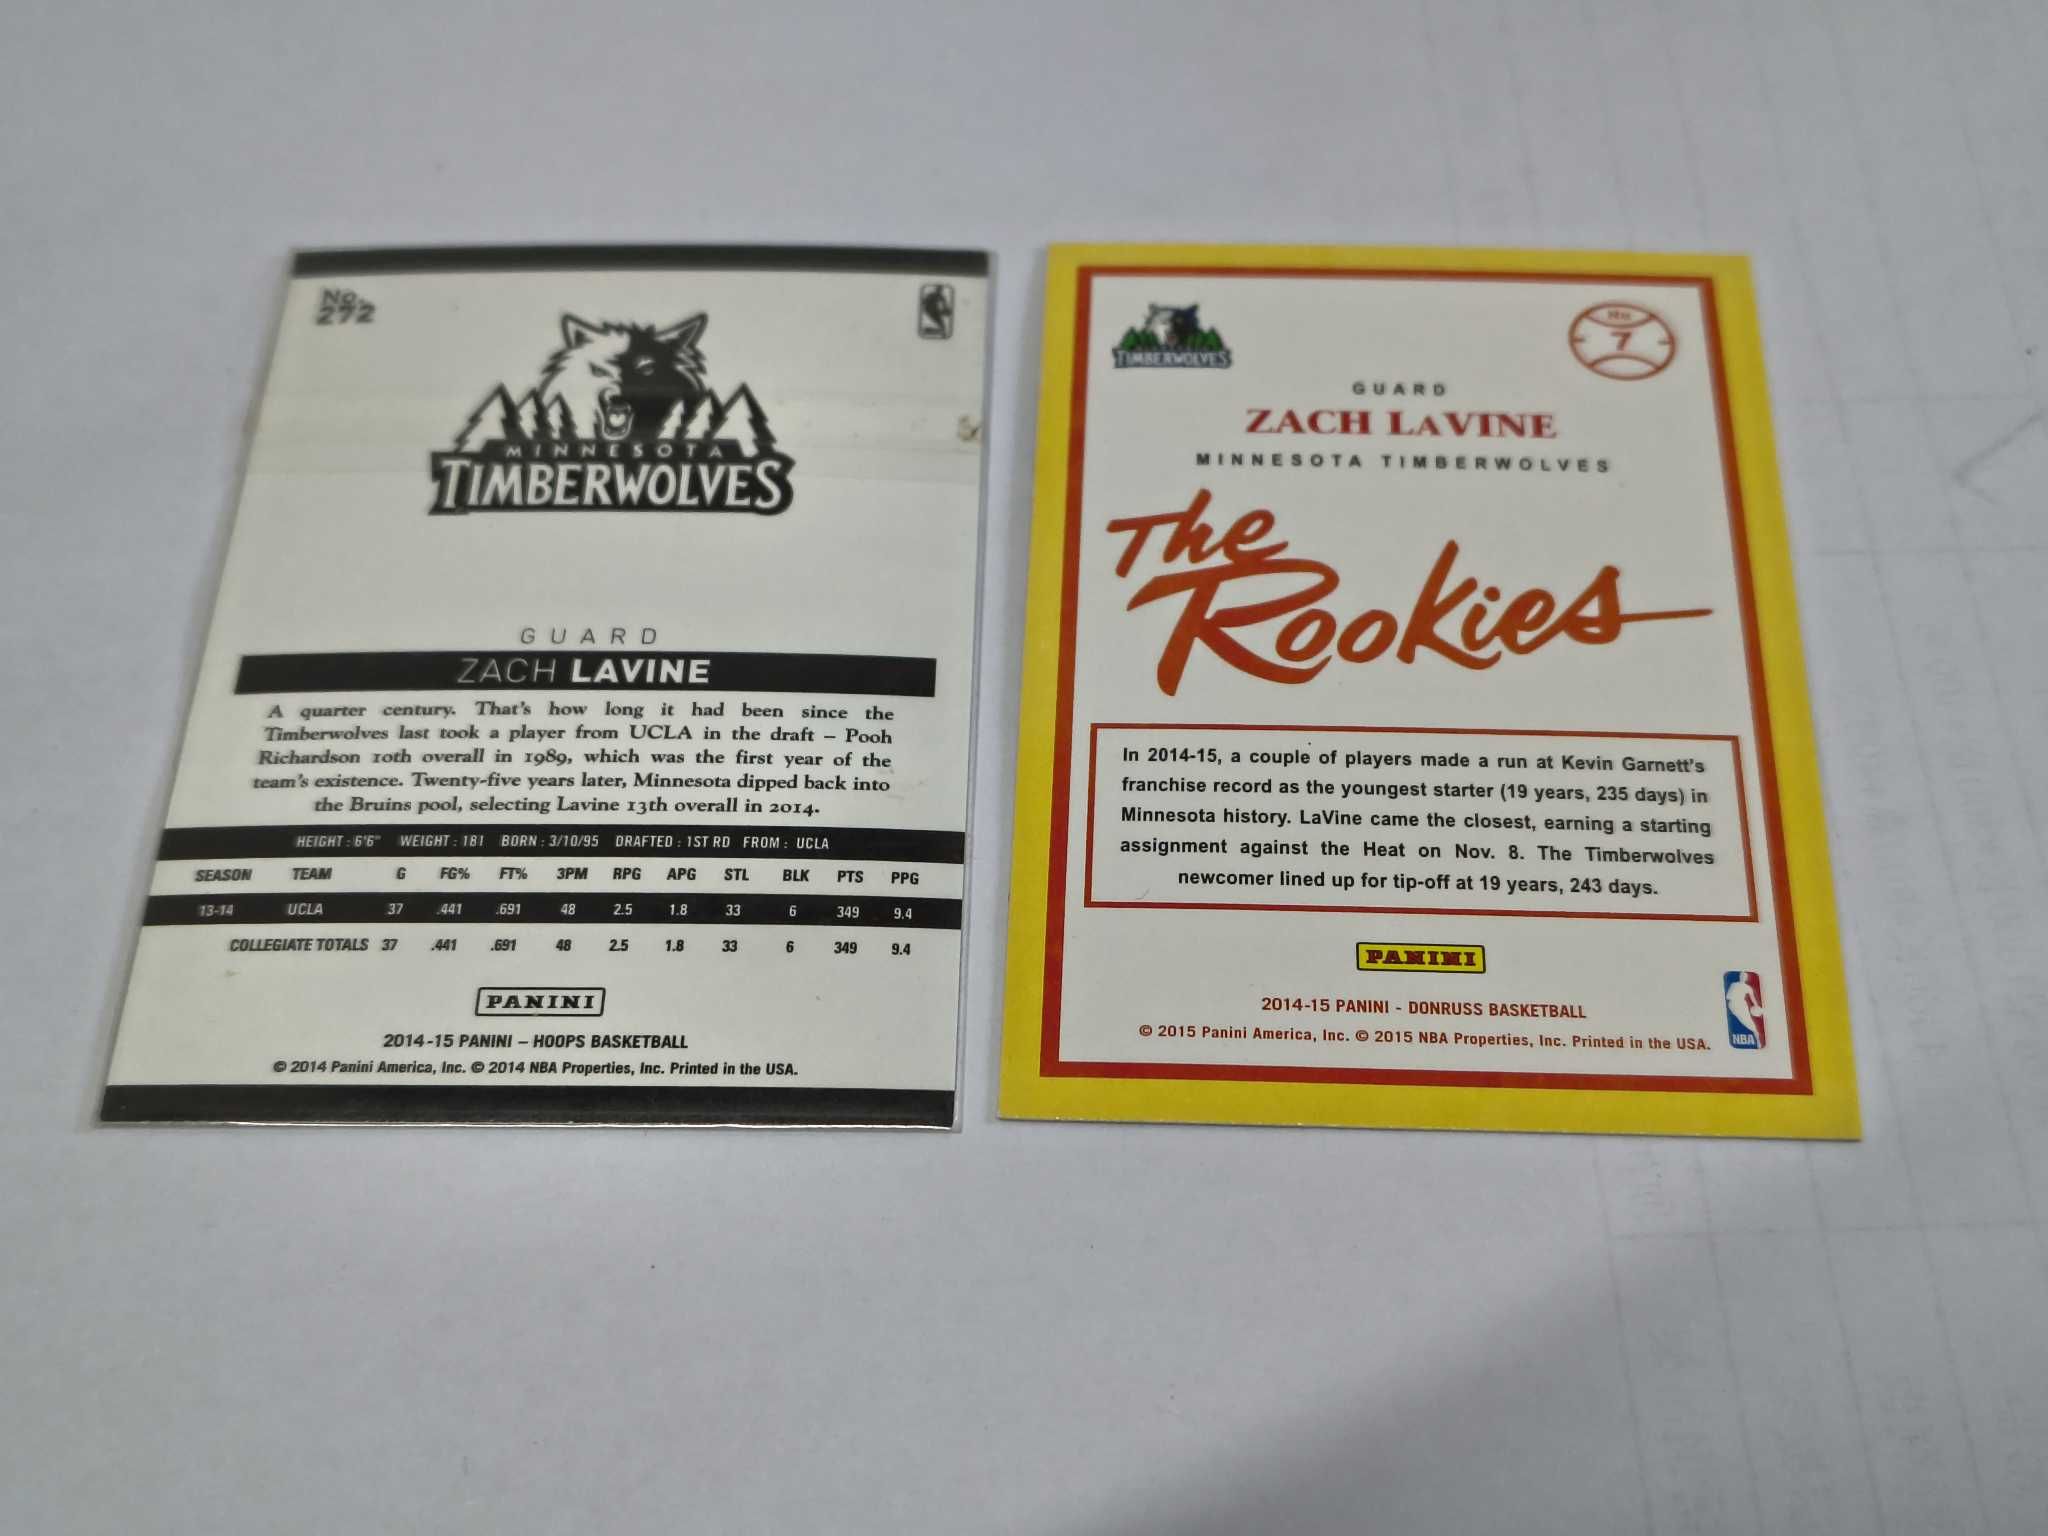 No.
272
MINNESOTA
TIMBERWOLVES
GUARD
ZACH LAVINE
A quarter century. That's how long it had been since the
Timberwolves last took a player from UCLA in the draft – Pooh
Richardson 10th overall in 1989, which was the first year of the
team's existence. Twenty-five years later, Minnesota dipped back into
the Bruins pool, selecting Lavine 13th overall in 2014.
HEIGHT : 6'6" WEIGHT : 181 BORN : 3/10/95 DRAFTED : 1ST RD FROM : UCLA
SEASON TEAM G FG% FT% 3PM RPG APG STL BLK PTS PPG
13-14 UCLA 37 .441 .691 48 2.5 1.8 33 6 349 9.4
COLLEGIATE TOTALS 37 .441 .691 48 2.5 1.8 33 6 349 9.4
PANINI
2014-15 PANINI – HOOPS BASKETBALL
© 2014 Panini America, Inc. © 2014 NBA Properties, Inc. Printed in the USA.
TIMBERWOLVES
No
7
GUARD
ZACH LAVINE
MINNESOTA TIMBERWOLVES
The
Rookies
In 2014-15, a couple of players made a run at Kevin Garnett's
franchise record as the youngest starter (19 years, 235 days) in
Minnesota history. LaVine came the closest, earning a starting
assignment against the Heat on Nov. 8. The Timberwolves
newcomer lined up for tip-off at 19 years, 243 days.
PANINI
2014-15 PANINI - DONRUSS BASKETBALL
© 2015 Panini America, Inc. © 2015 NBA Properties, Inc. Printed in the USA.
NBA